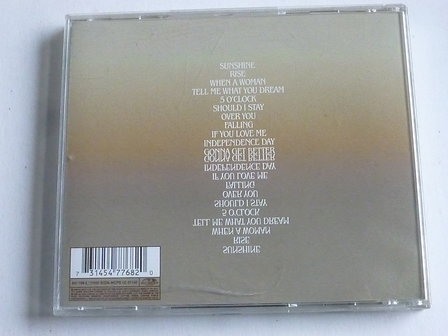 SUNSHINE
RISE
WHEN A WOMAN
TELL ME WHAT YOU DREAM
5 O'CLOCK
SHOULD I STAY
OVER YOU
FALLING
IF YOU LOVE ME
INDEPENDENCE DAY
GONNA GET BETTER
GONNA GET BETTER
INDEPENDENCE DAY
IF YOU LOVE ME
FALLING
OVER YOU
SHOULD I STAY
5 O'CLOCK
TELL ME WHAT YOU DREAM
WHEN A WOMAN
RISE
SUNSHINE
7 31454 77682 0